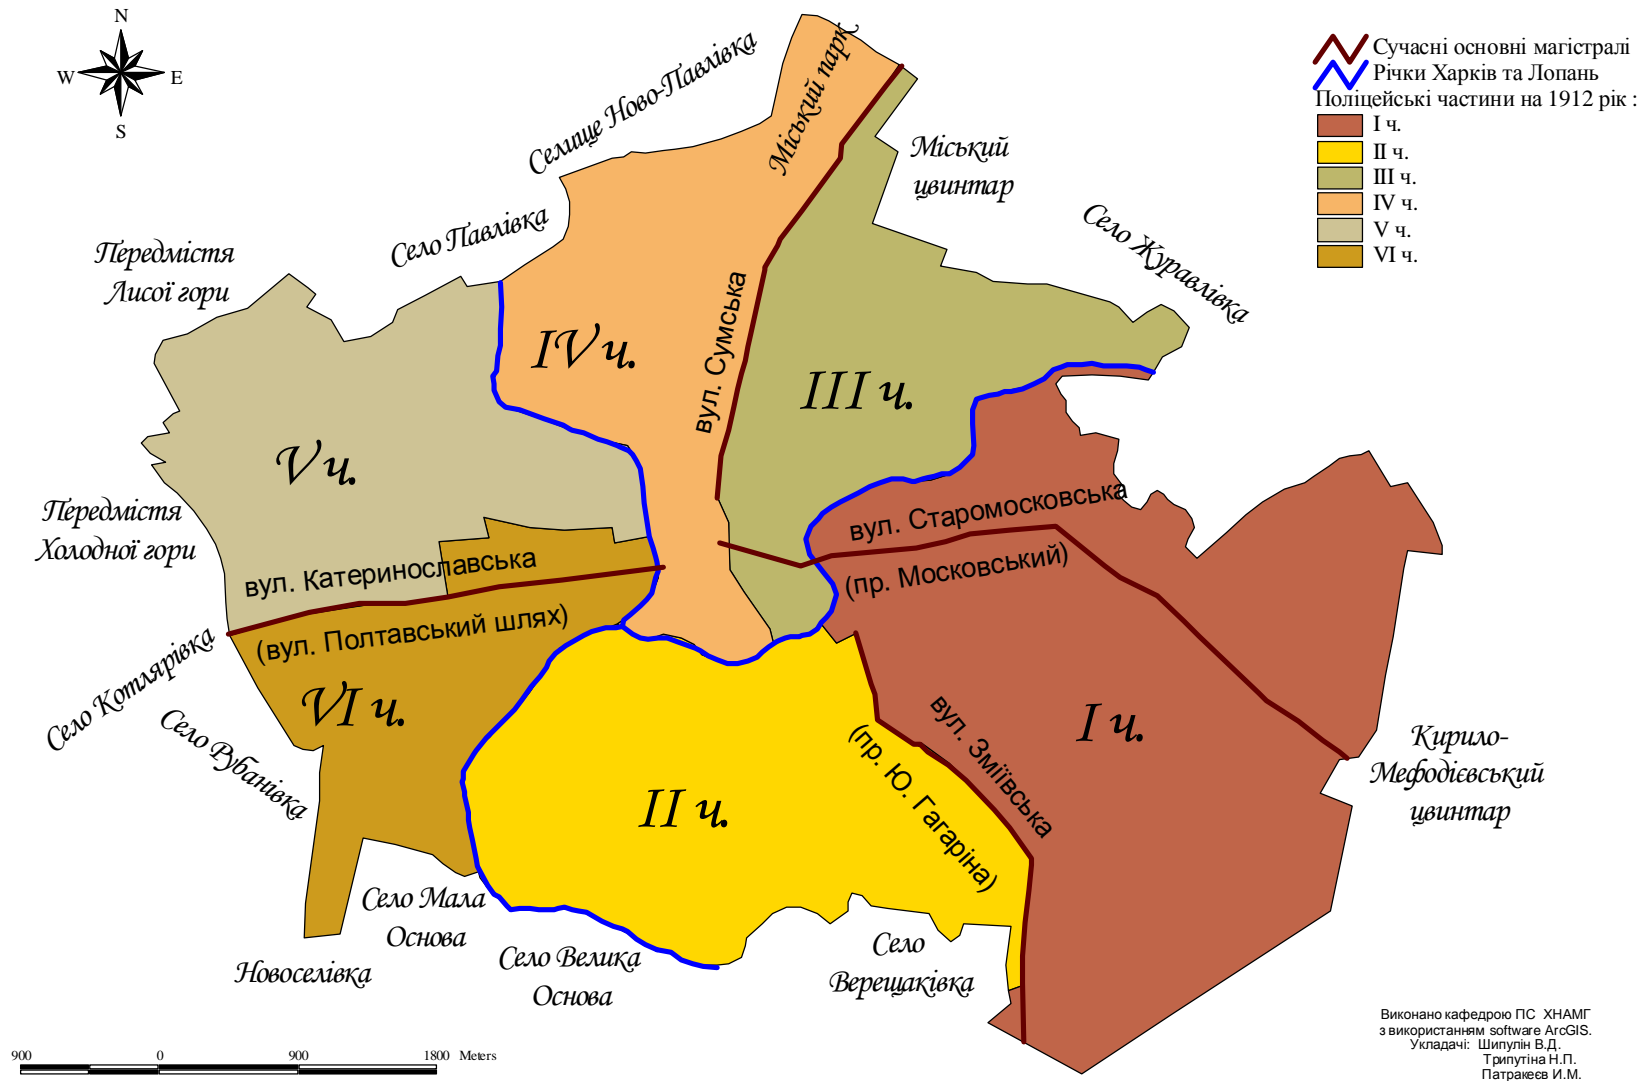 N
W
E
S
Сучасні основні магістралі
Річки Харків та Лопань
Поліцейські частини на 1912 рік :
I ч.
II ч.
III ч.
IV ч.
V ч.
VI ч.
Селище Ново-Павлівка
Міський парк
Міський
цвинтар
Село Павлівка
Село Журавлівка
Передмістя
Лисої гори
IV ч.
вул. Сумська
III ч.
V ч.
Передмістя
Холодної гори
вул. Старомосковська
(пр. Московський)
вул. Катеринославська
(вул. Полтавський шлях)
Село Котлярівка
VI ч.
Село Рубанівка
I ч.
вул. Зміївська
(пр. Ю. Гагаріна)
Кирило-
Мефодієвський
цвинтар
II ч.
Село Мала
Основа
Новоселівка
Село Велика
Основа
Село
Верещаківка
Виконано кафедрою ПС ХНАМГ
з використанням software ArcGIS.
Укладачі: Шипулін В.Д.
Трипутіна Н.П.
Патракеєв И.М.
900 0 900 1800 Meters